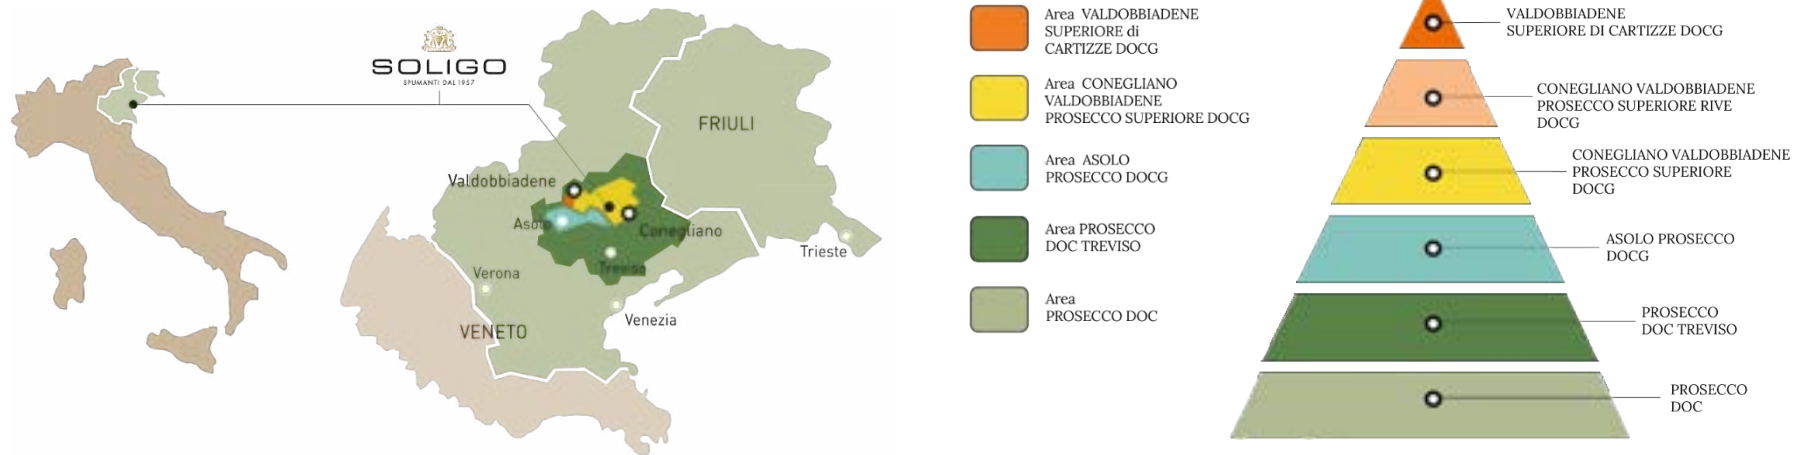 SOLIGO
SPUMANTI DAL 1957
FRIULI
Valdobbiadene
Asolo
Conegliano
Trieste
Treviso
Verona
Venezia
VENETO
Area VALDOBBIADENE
SUPERIORE di
CARTIZZE DOCG
Area CONEGLIANO
VALDOBBIADENE
PROSECCO SUPERIORE DOCG
Area ASOLO
PROSECCO DOCG
Area PROSECCO
DOC TREVISO
Area
PROSECCO DOC
VALDOBBIADENE
SUPERIORE DI CARTIZZE DOCG
CONEGLIANO VALDOBBIADENE
PROSECCO SUPERIORE RIVE
DOCG
CONEGLIANO VALDOBBIADENE
PROSECCO SUPERIORE
DOCG
ASOLO PROSECCO
DOCG
PROSECCO
DOC TREVISO
PROSECCO
DOC